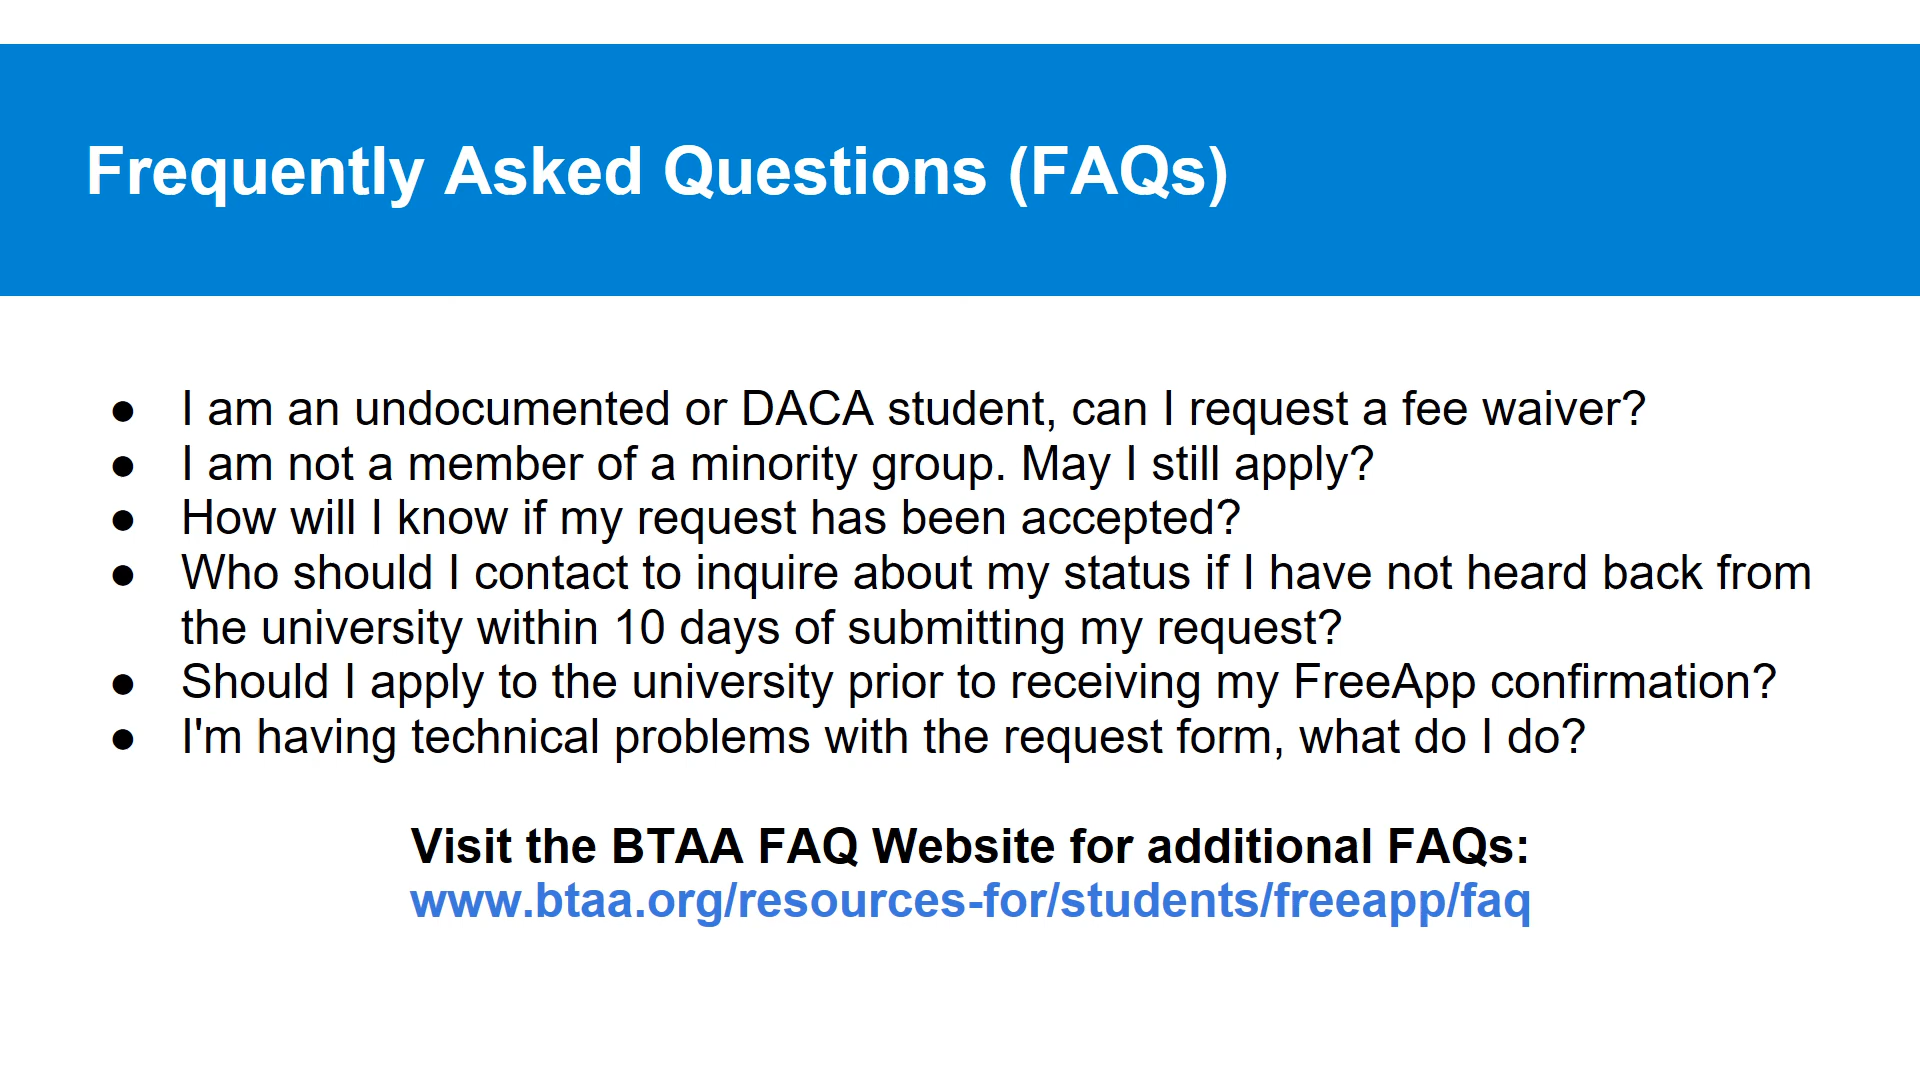 Frequently Asked Questions (FAQs)
● I am an undocumented or DACA student, can I request a fee waiver?
● I am not a member of a minority group. May I still apply?
● How will I know if my request has been accepted?
● Who should I contact to inquire about my status if I have not heard back from
the university within 10 days of submitting my request?
● Should I apply to the university prior to receiving my FreeApp confirmation?
● I'm having technical problems with the request form, what do I do?
Visit the BTAA FAQ Website for additional FAQs:
www.btaa.org/resources-for/students/freeapp/faq